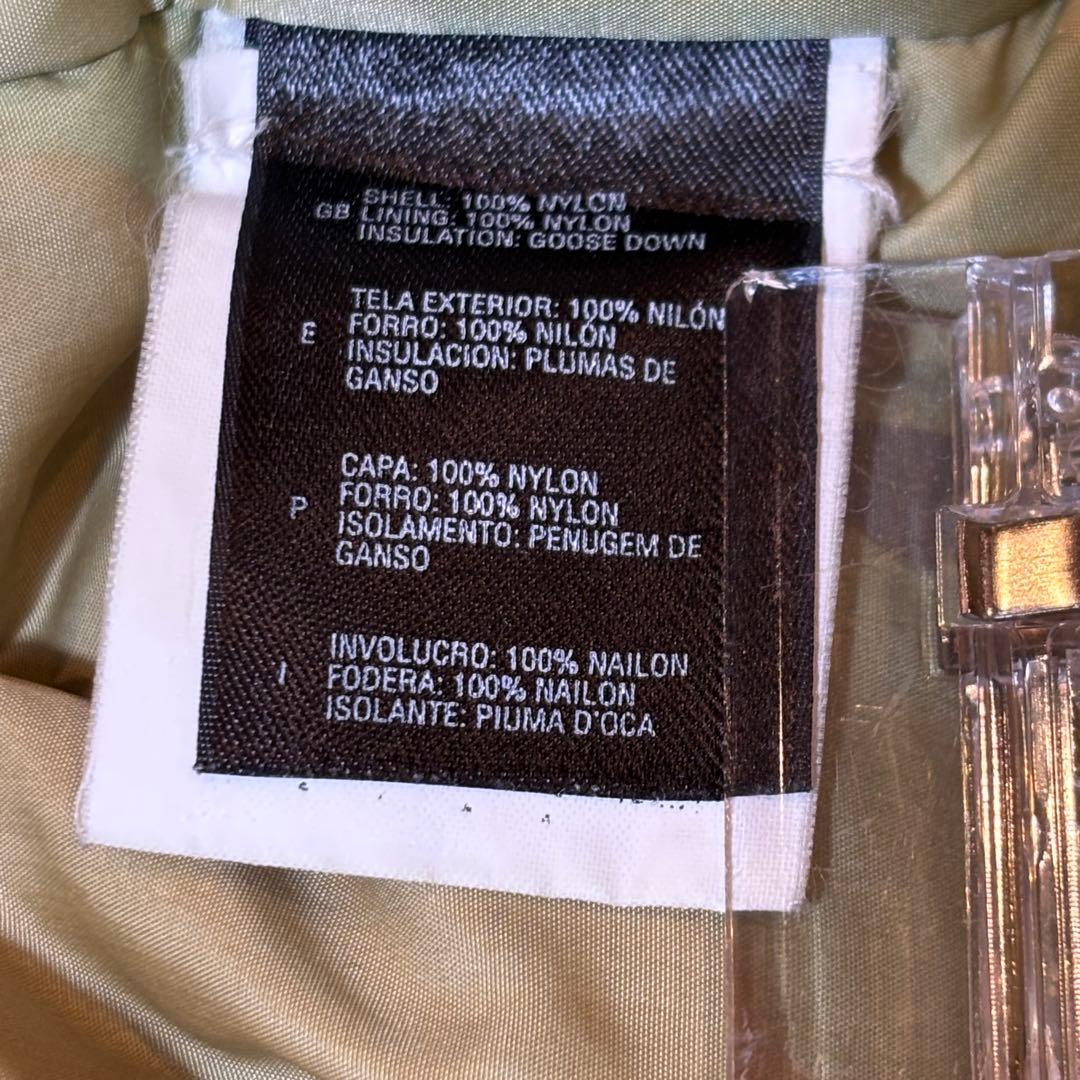 SHELL: 100% NYLON
GB LINING: 100% NYLON
INSULATION: GOOSE DOWN
TELA EXTERIOR: 100% NILÓN
E FORRO: 100% NILÓN
INSULACION: PLUMAS DE
GANSO
CAPA: 100% NYLON
P FORRO: 100% NYLON
ISOLAMENTO: PENUGEM DE
GANSO
INVOLUCRO: 100% NAILON
I FODERA: 100% NAILON
ISOLANTE: PIUMA D'OCA